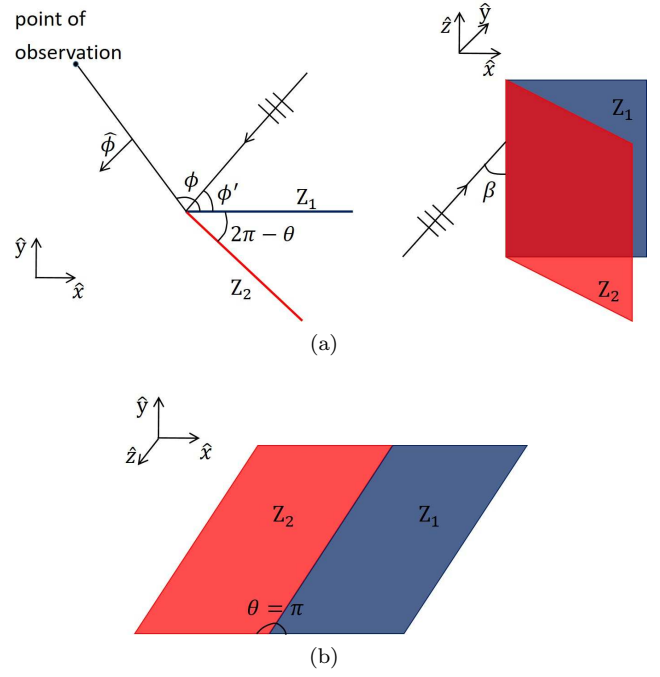 point of
observation
ẑ
ŷ
x̂
Z₁
Z₂
β
ϕ̂
ϕ
ϕ′
Z₁
2π − θ
Z₂
ŷ
x̂
(a)
ŷ
ẑ
x̂
Z₂
Z₁
θ = π
(b)